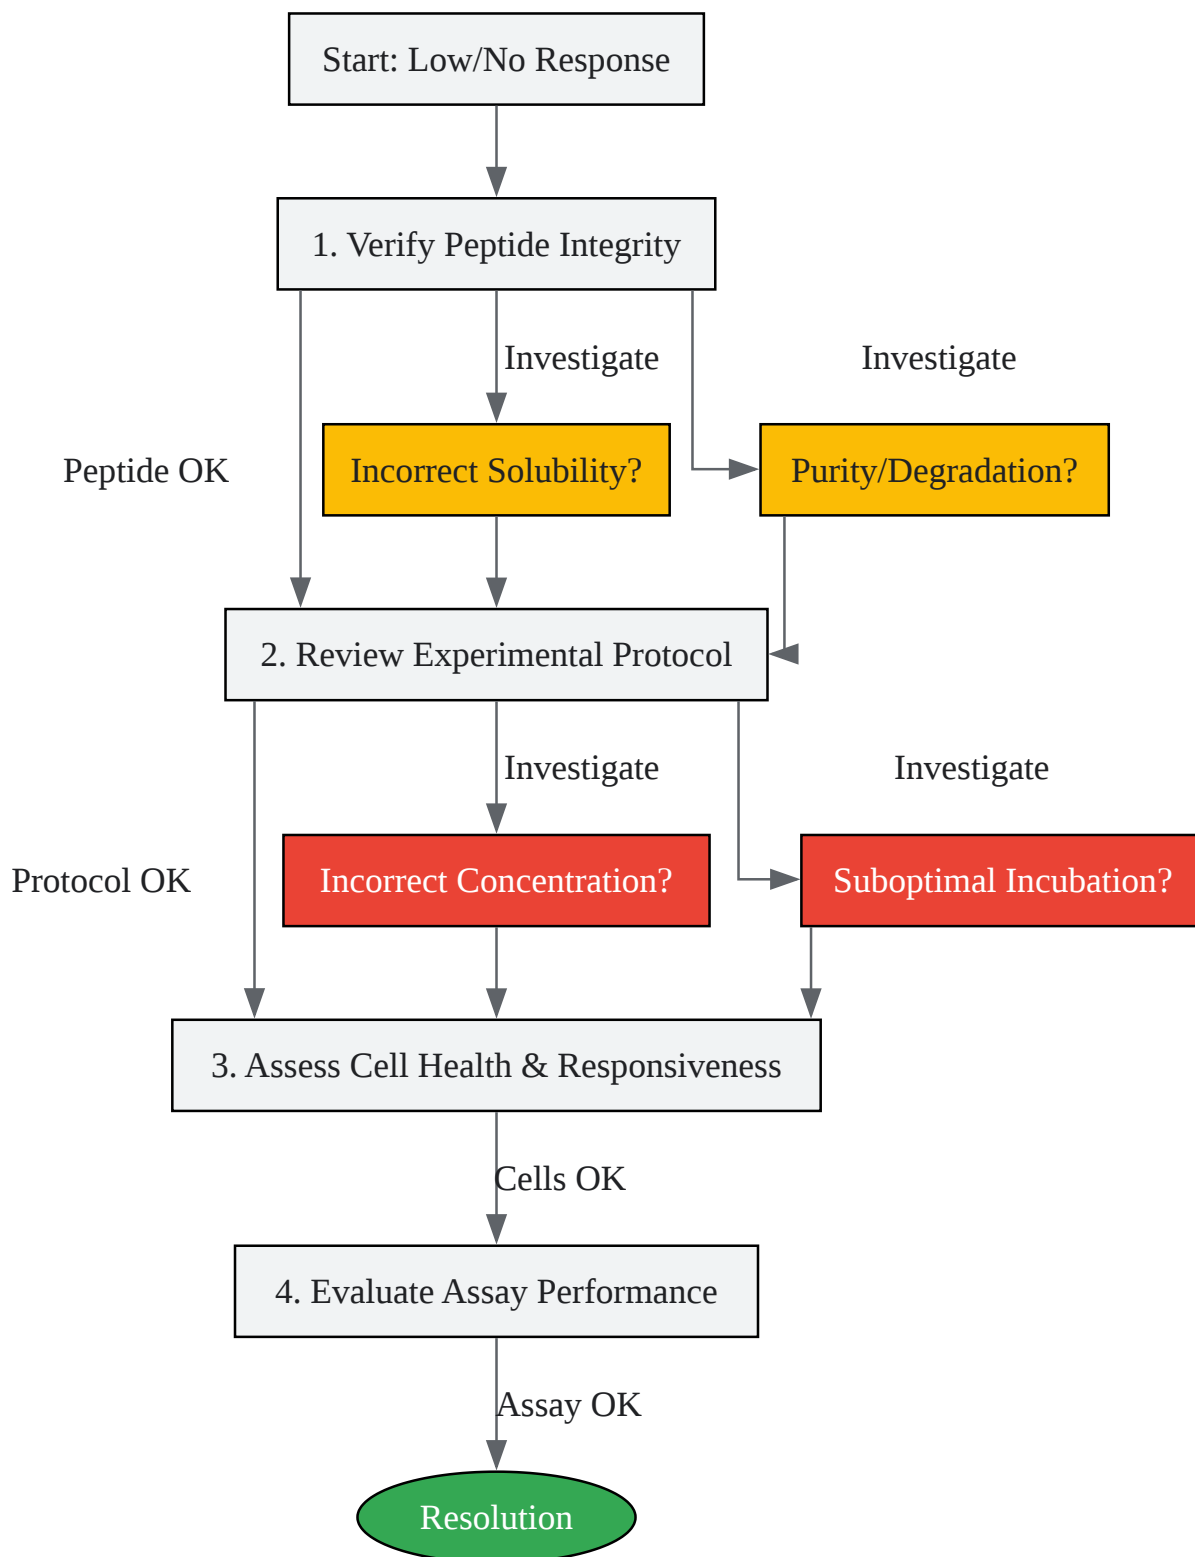 Start: Low/No Response
1. Verify Peptide Integrity
Investigate
Investigate
Peptide OK
Incorrect Solubility?
Purity/Degradation?
2. Review Experimental Protocol
Investigate
Investigate
Protocol OK
Incorrect Concentration?
Suboptimal Incubation?
3. Assess Cell Health & Responsiveness
Cells OK
4. Evaluate Assay Performance
Assay OK
Resolution